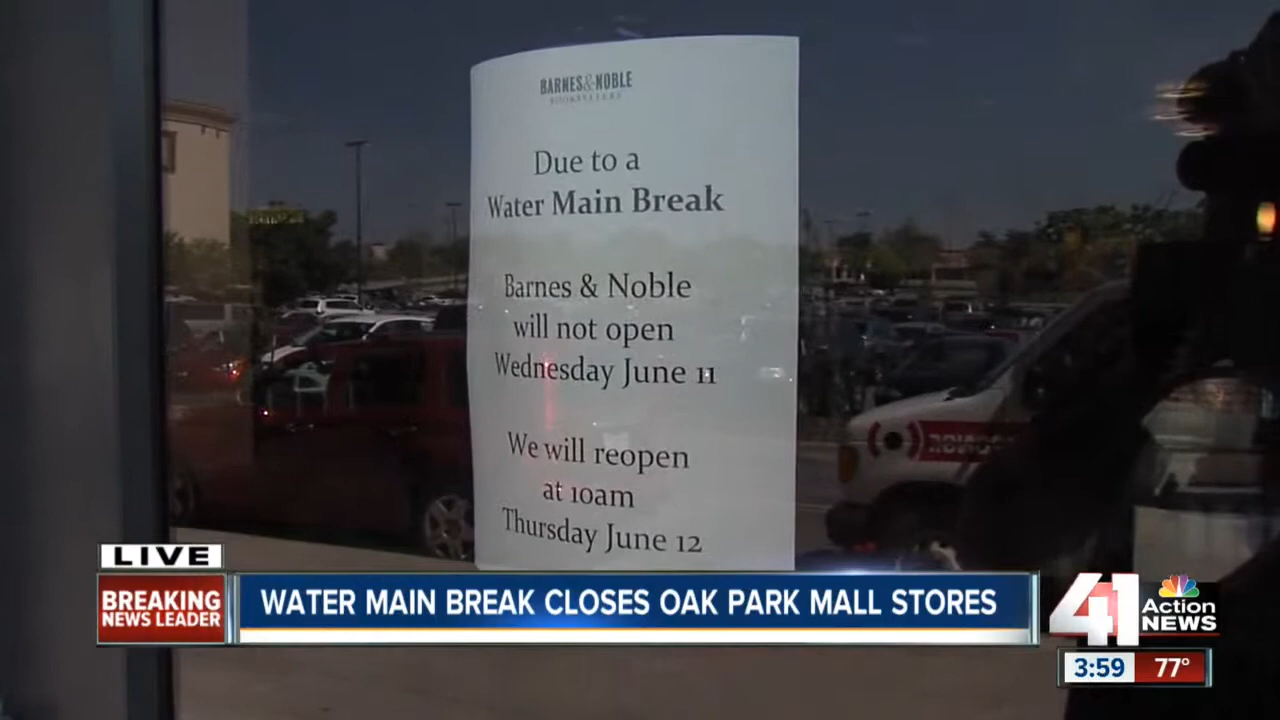 BARNES & NOBLE
BOOKSELLERS
Due to a
Water Main Break
Barnes & Noble
will not open
Wednesday June 11
We will reopen
at 10am
Thursday June 12
LIVE
BREAKING
NEWS LEADER
WATER MAIN BREAK CLOSES OAK PARK MALL STORES
41
Action
NEWS
3:59 77°